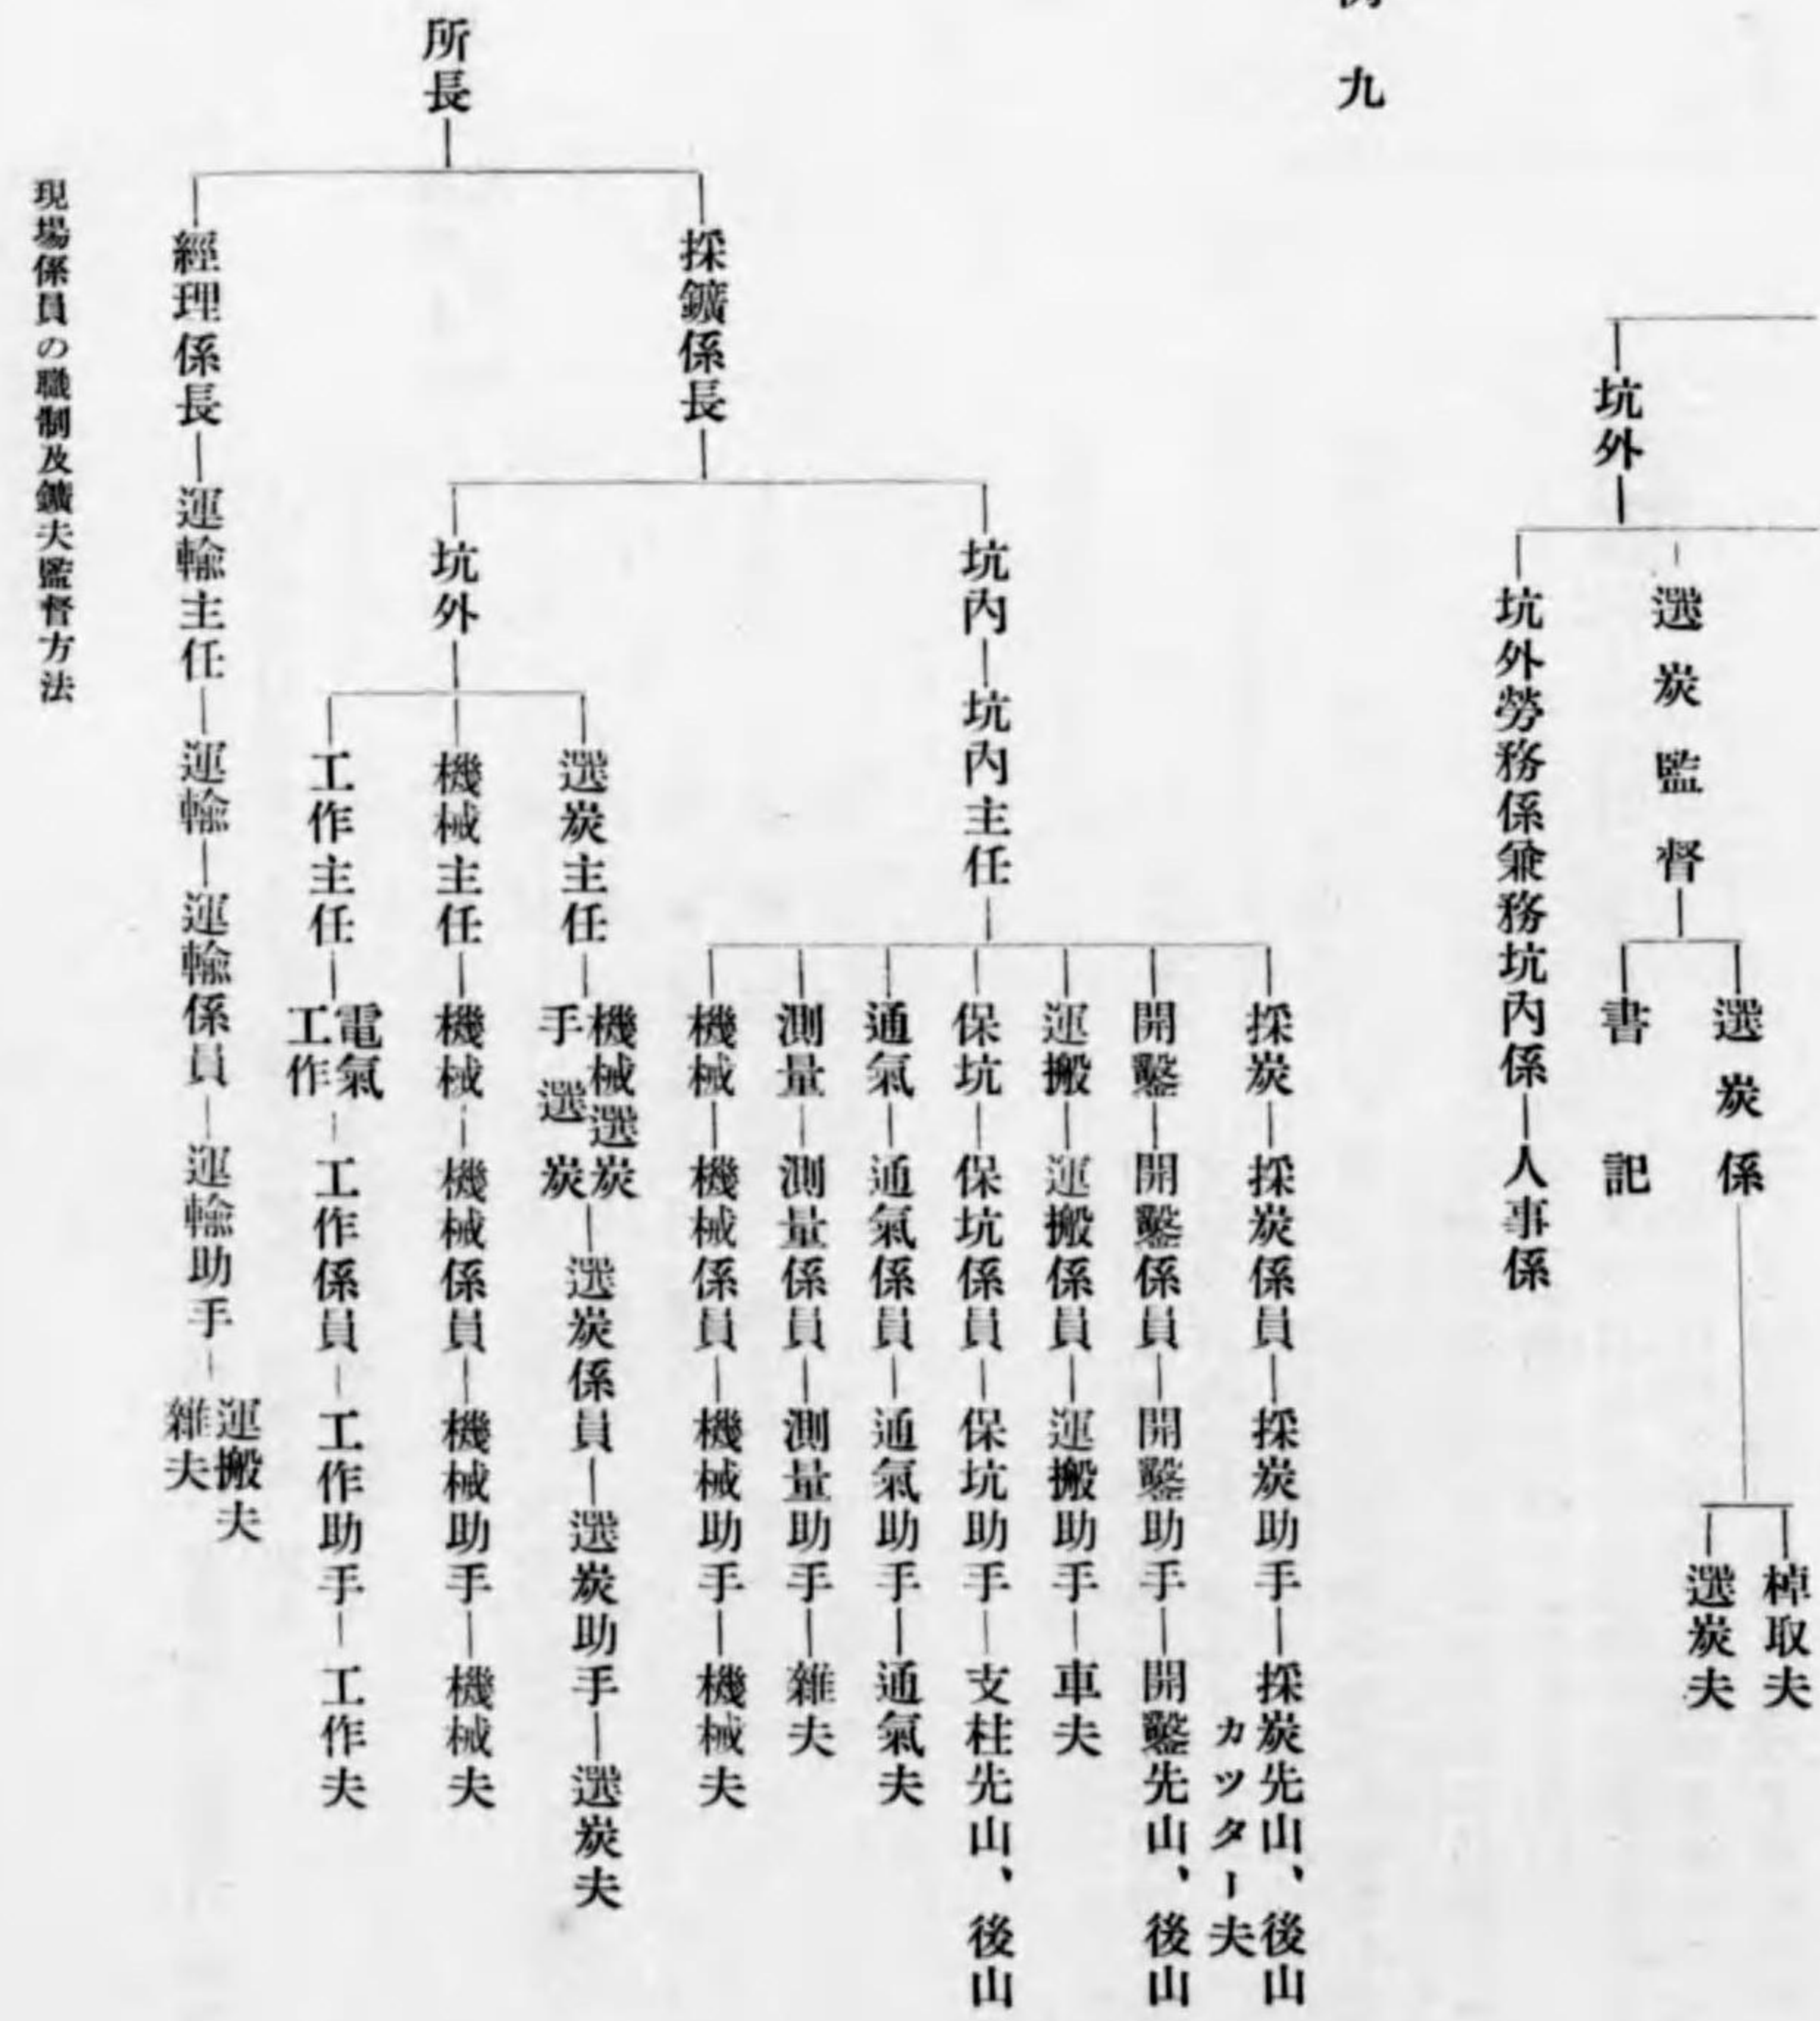 坑外
選炭監督
選炭係
棹取夫
選炭夫
書記
坑外勞務係兼務坑內係―人事係
九
所長
採鑛係長
坑內―坑內主任
採炭―採炭係員―採炭助手―採炭先山、後山
カッター夫
開鑿―開鑿係員―開鑿助手―開鑿先山、後山
運搬―運搬係員―運搬助手―車夫
保坑―保坑係員―保坑助手―支柱先山、後山
通氣―通氣係員―通氣助手―通氣夫
測量―測量係員―測量助手―雜夫
機械―機械係員―機械助手―機械夫
坑外
選炭主任―機械選炭
手選炭―選炭係員―選炭助手―選炭夫
機械主任―機械―機械係員―機械助手―機械夫
工作主任―電氣
工作―工作係員―工作助手―工作夫
經理係長―運輸主任―運輸―運輸係員―運輸助手―運搬夫
雜夫
現場係員の職制及鑛夫監督方法